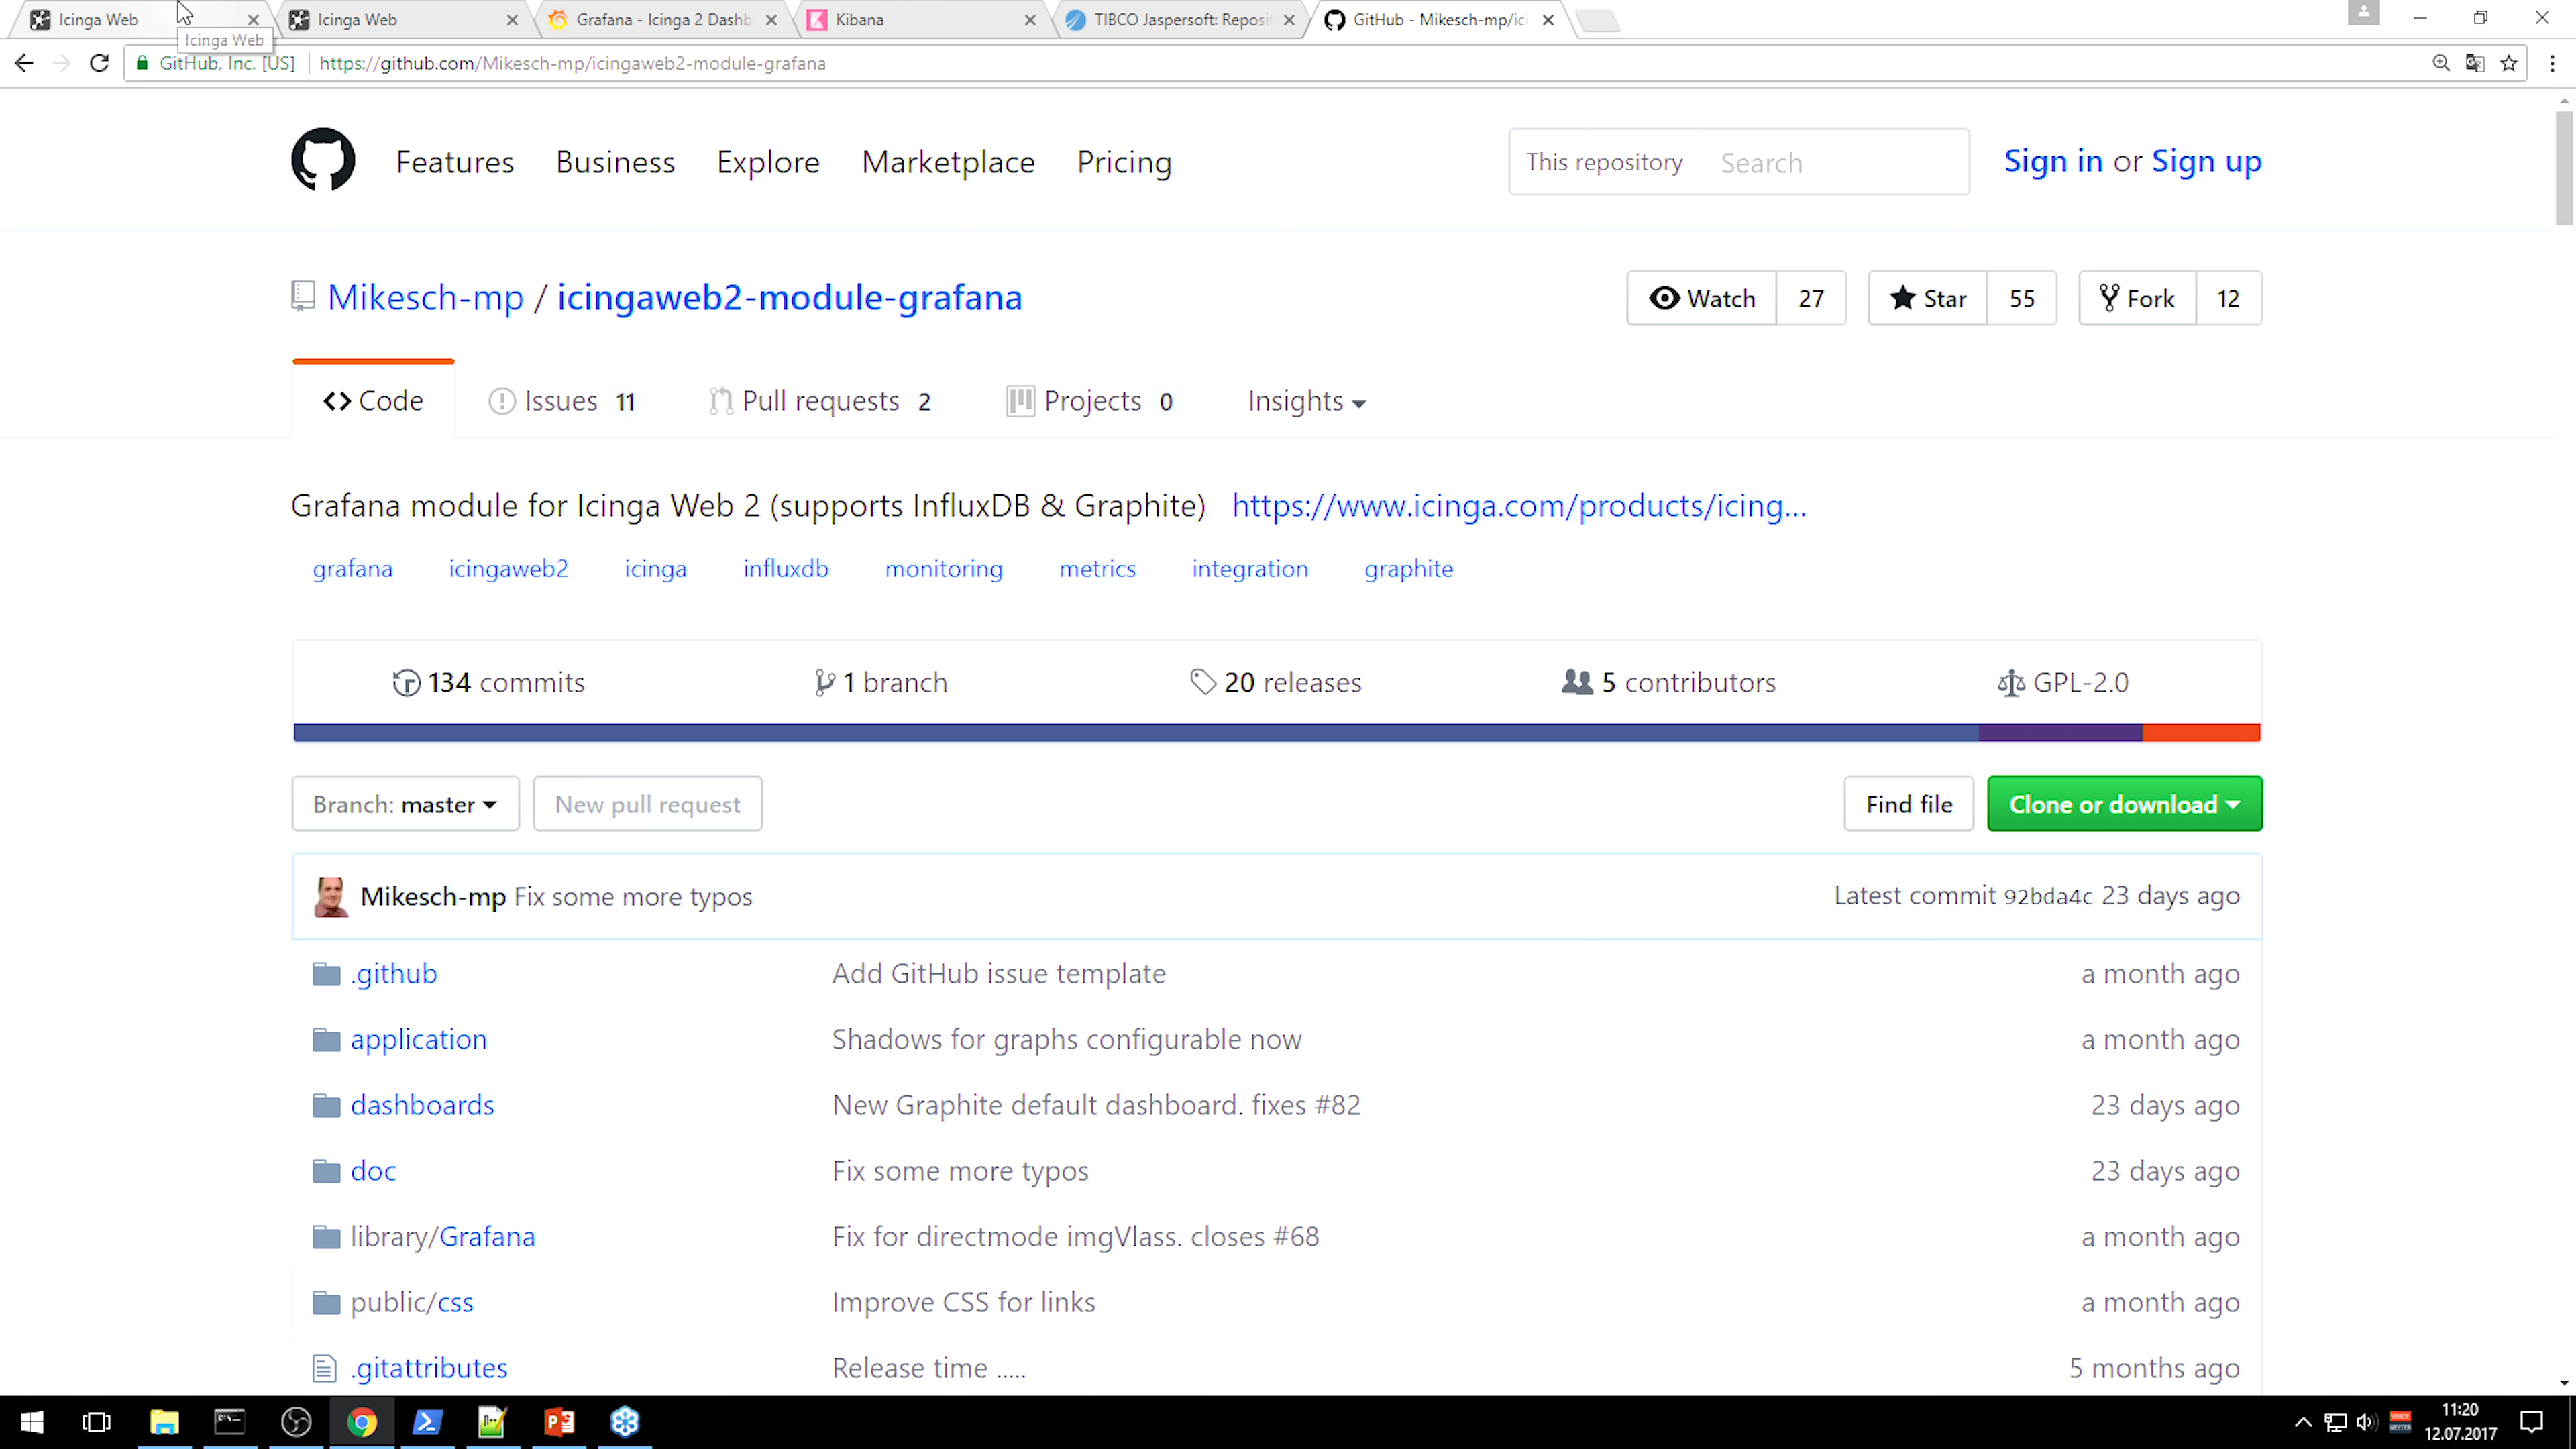 Icinga Web
Icinga Web
Grafana - Icinga 2 Dashb
Kibana
TIBCO Jaspersoft: Reposit
GitHub - Mikesch-mp/ici
Icinga Web
GitHub, Inc. [US]
https://github.com/Mikesch-mp/icingaweb2-module-grafana
Features
Business
Explore
Marketplace
Pricing
This repository
Search
Sign in or Sign up
Mikesch-mp / icingaweb2-module-grafana
Watch 27
Star 55
Fork 12
Code
Issues 11
Pull requests 2
Projects 0
Insights
Grafana module for Icinga Web 2 (supports InfluxDB & Graphite) https://www.icinga.com/products/icing...
grafana icingaweb2 icinga influxdb monitoring metrics integration graphite
134 commits
1 branch
20 releases
5 contributors
GPL-2.0
Branch: master
New pull request
Find file
Clone or download
Mikesch-mp Fix some more typos
Latest commit 92bda4c 23 days ago
.github Add GitHub issue template a month ago
application Shadows for graphs configurable now a month ago
dashboards New Graphite default dashboard. fixes #82 23 days ago
doc Fix some more typos 23 days ago
library/Grafana Fix for directmode imgVlass. closes #68 a month ago
public/css Improve CSS for links a month ago
.gitattributes Release time ..... 5 months ago
11:20
12.07.2017